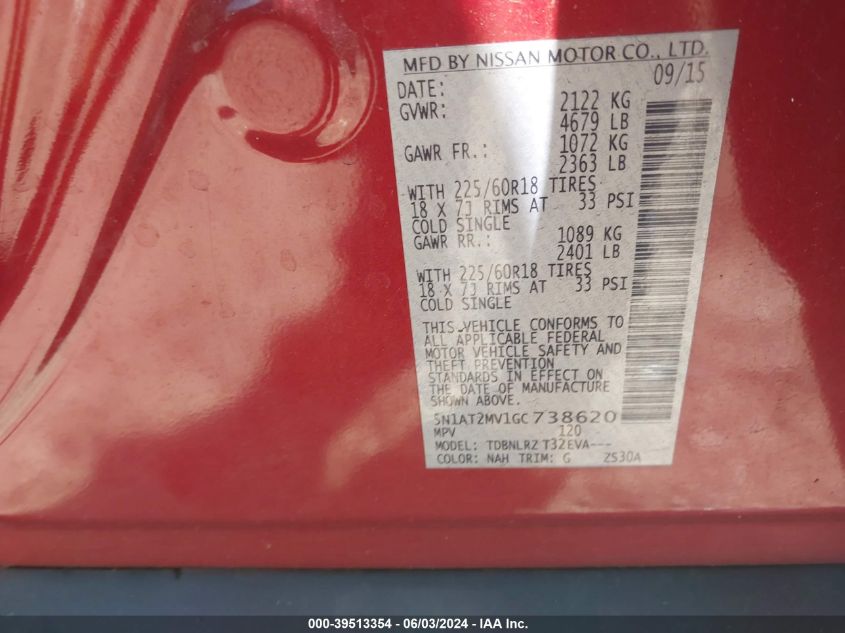 MFD BY NISSAN MOTOR CO., LTD.
DATE: 09/15
GVWR: 2122 KG
4679 LB
GAWR FR.: 1072 KG
2363 LB
WITH 225/60R18 TIRES
18 X 7J RIMS AT 33 PSI
COLD SINGLE
GAWR RR.: 1089 KG
2401 LB
WITH 225/60R18 TIRES
18 X 7J RIMS AT 33 PSI
COLD SINGLE
THIS VEHICLE CONFORMS TO
ALL APPLICABLE FEDERAL
MOTOR VEHICLE SAFETY AND
THEFT PREVENTION
STANDARDS IN EFFECT ON
THE DATE OF MANUFACTURE
5N1AT2MV1GC738620
MPV 120
MODEL: TDBNLRZ T32EVA---
COLOR: NAH TRIM: G ZS30A
000-39513354 - 06/03/2024 - IAA Inc.